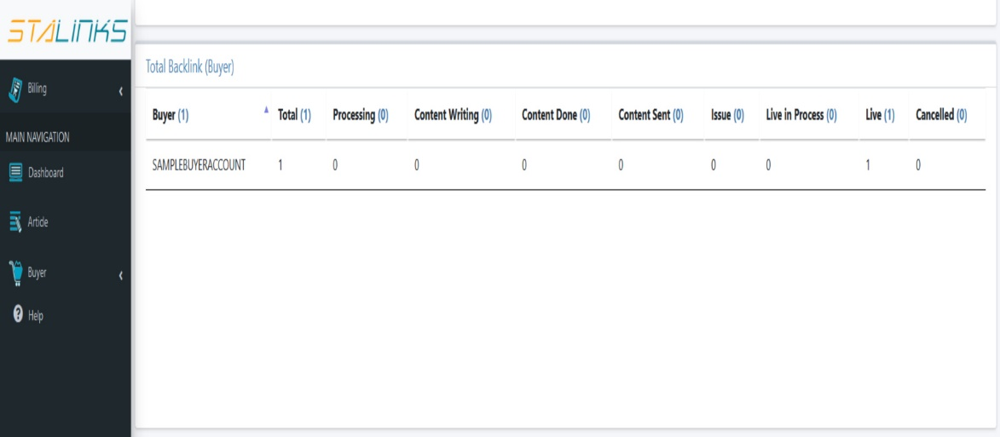 STALINKS
Billing
MAIN NAVIGATION
Dashboard
Article
Buyer
Help
Total Backlink (Buyer)
Buyer (1) Total (1) Processing (0) Content Writing (0) Content Done (0) Content Sent (0) Issue (0) Live in Process (0) Live (1) Cancelled (0)
SAMPLEBUYERACCOUNT 1 0 0 0 0 0 0 1 0